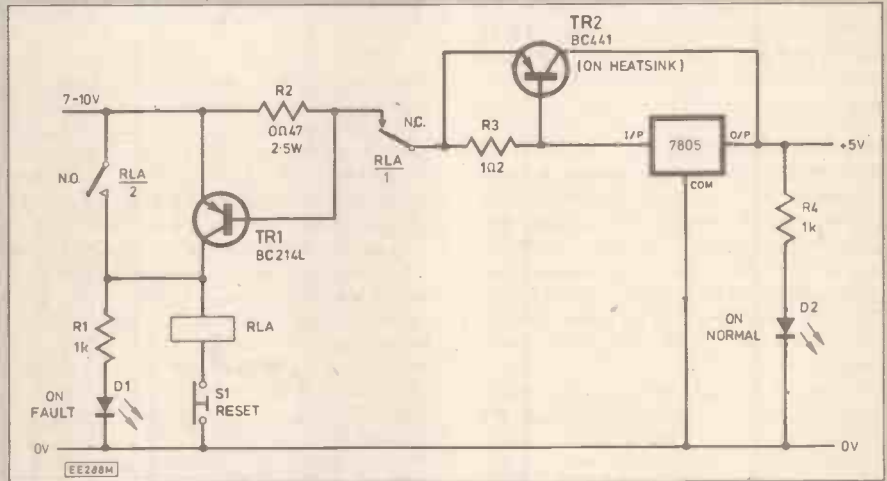 TR2
BC441
(ON HEATSINK)
7-10V
R2
0Ω47
2·5W
N.C.
RLA
1
R3
1Ω2
I/P
7805
O/P
COM
+5V
N.O.
RLA
2
TR1
BC214L
R4
1k
R1
1k
RLA
D2
ON
NORMAL
D1
ON
FAULT
S1
RESET
0V
0V
EE288M